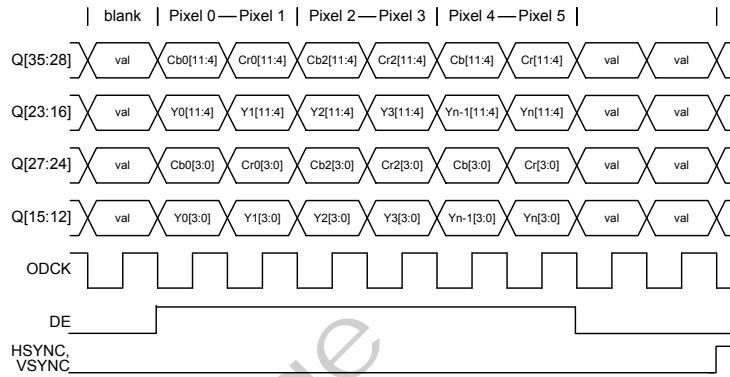 blank Pixel 0 — Pixel 1 Pixel 2 — Pixel 3 Pixel 4 — Pixel 5
Q[35:28] val Cb0[11:4] Cr0[11:4] Cb2[11:4] Cr2[11:4] Cb[11:4] Cr[11:4] val val
Q[23:16] val Y0[11:4] Y1[11:4] Y2[11:4] Y3[11:4] Yn-1[11:4] Yn[11:4] val val
Q[27:24] val Cb0[3:0] Cr0[3:0] Cb2[3:0] Cr2[3:0] Cb[3:0] Cr[3:0] val val
Q[15:12] val Y0[3:0] Y1[3:0] Y2[3:0] Y3[3:0] Yn-1[3:0] Yn[3:0] val val
ODCK
DE
HSYNC,
VSYNC